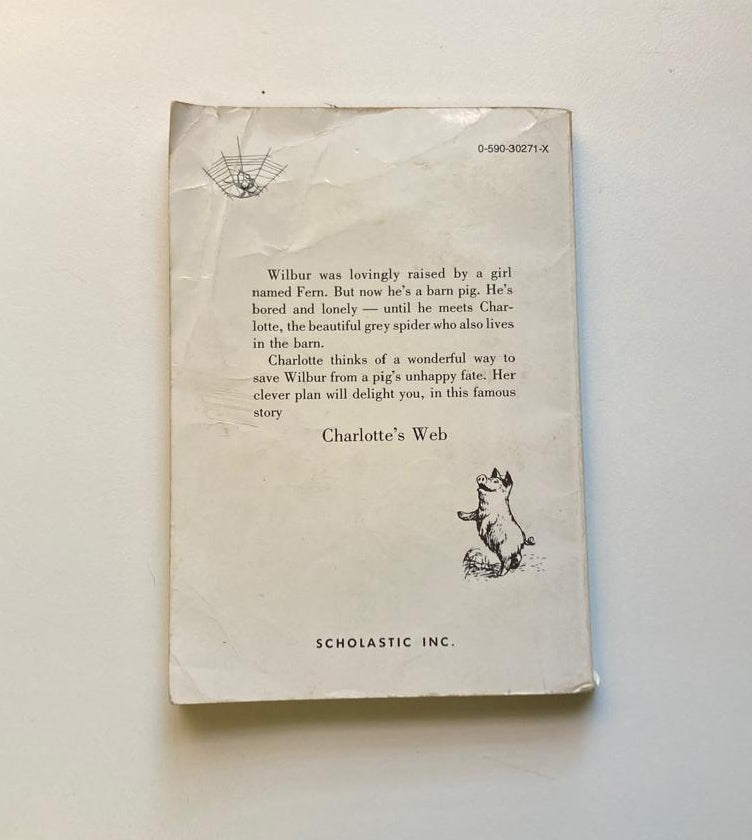 0-590-30271-X
Wilbur was lovingly raised by a girl
named Fern. But now he's a barn pig. He's
bored and lonely — until he meets Char-
lotte, the beautiful grey spider who also lives
in the barn.
Charlotte thinks of a wonderful way to
save Wilbur from a pig's unhappy fate. Her
clever plan will delight you, in this famous
story
Charlotte's Web
SCHOLASTIC INC.